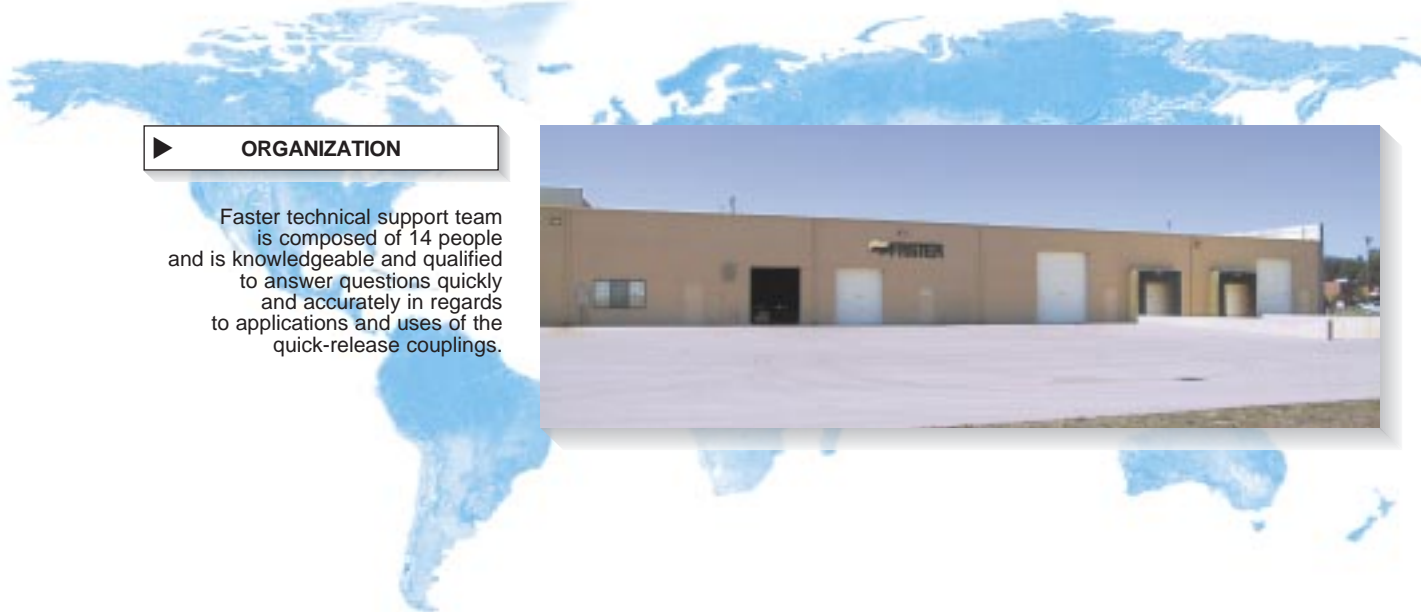 ORGANIZATION
Faster technical support team
is composed of 14 people
and is knowledgeable and qualified
to answer questions quickly
and accurately in regards
to applications and uses of the
quick-release couplings.
FASTER